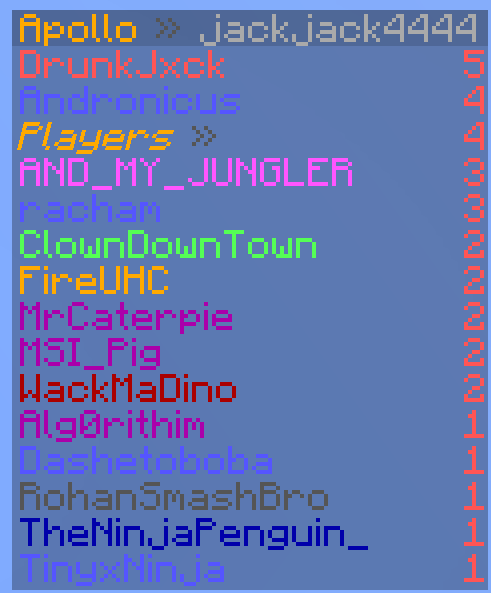 Apollo » jackjack4444
DrunkJxck 5
Andronicus 4
Players » 4
AND_MY_JUNGLER 3
racham 3
ClownDownTown 2
FireUHC 2
MrCaterpie 2
MSI_Pig 2
WackMaDino 2
Alg0rithim 1
Dashetoboba 1
RohanSmashBro 1
TheNinjaPenguin_ 1
TinyxNinja 1